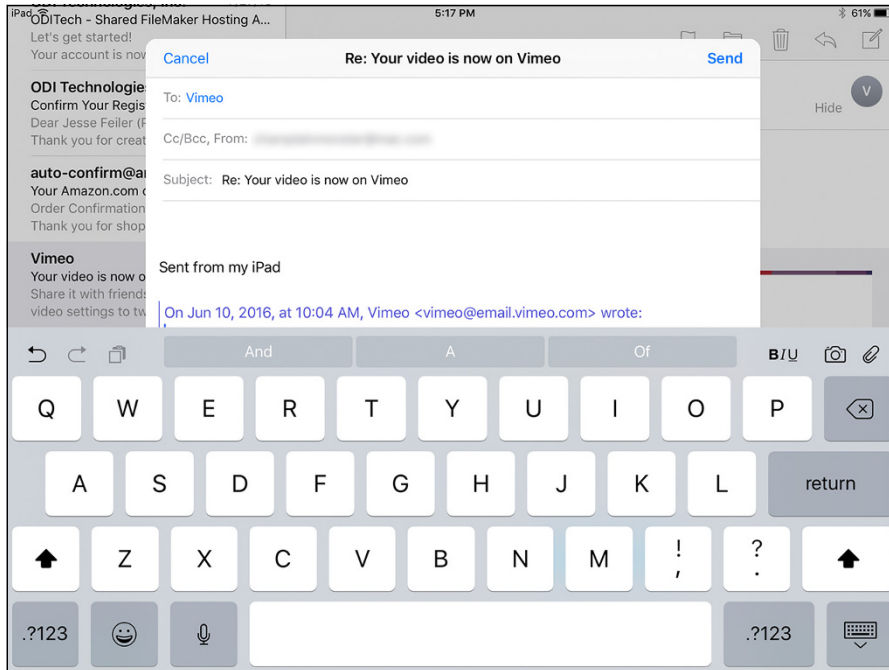 iPad
5:17 PM
61%
ODITech - Shared FileMaker Hosting A...
Let's get started!
Your account is now
ODI Technologie
Confirm Your Regis
Dear Jesse Feiler (F
Thank you for creat
auto-confirm@a
Your Amazon.com
Order Confirmation
Thank you for shop
Vimeo
Your video is now o
Share it with friends
video settings to tw
Hide
V
Cancel
Re: Your video is now on Vimeo
Send
To: Vimeo
Cc/Bcc, From:
Subject: Re: Your video is now on Vimeo
Sent from my iPad
On Jun 10, 2016, at 10:04 AM, Vimeo <vimeo@email.vimeo.com> wrote:
And A Of BIU
Q W E R T Y U I O P
A S D F G H J K L return
Z X C V B N M ! , ? .
.?123 .?123